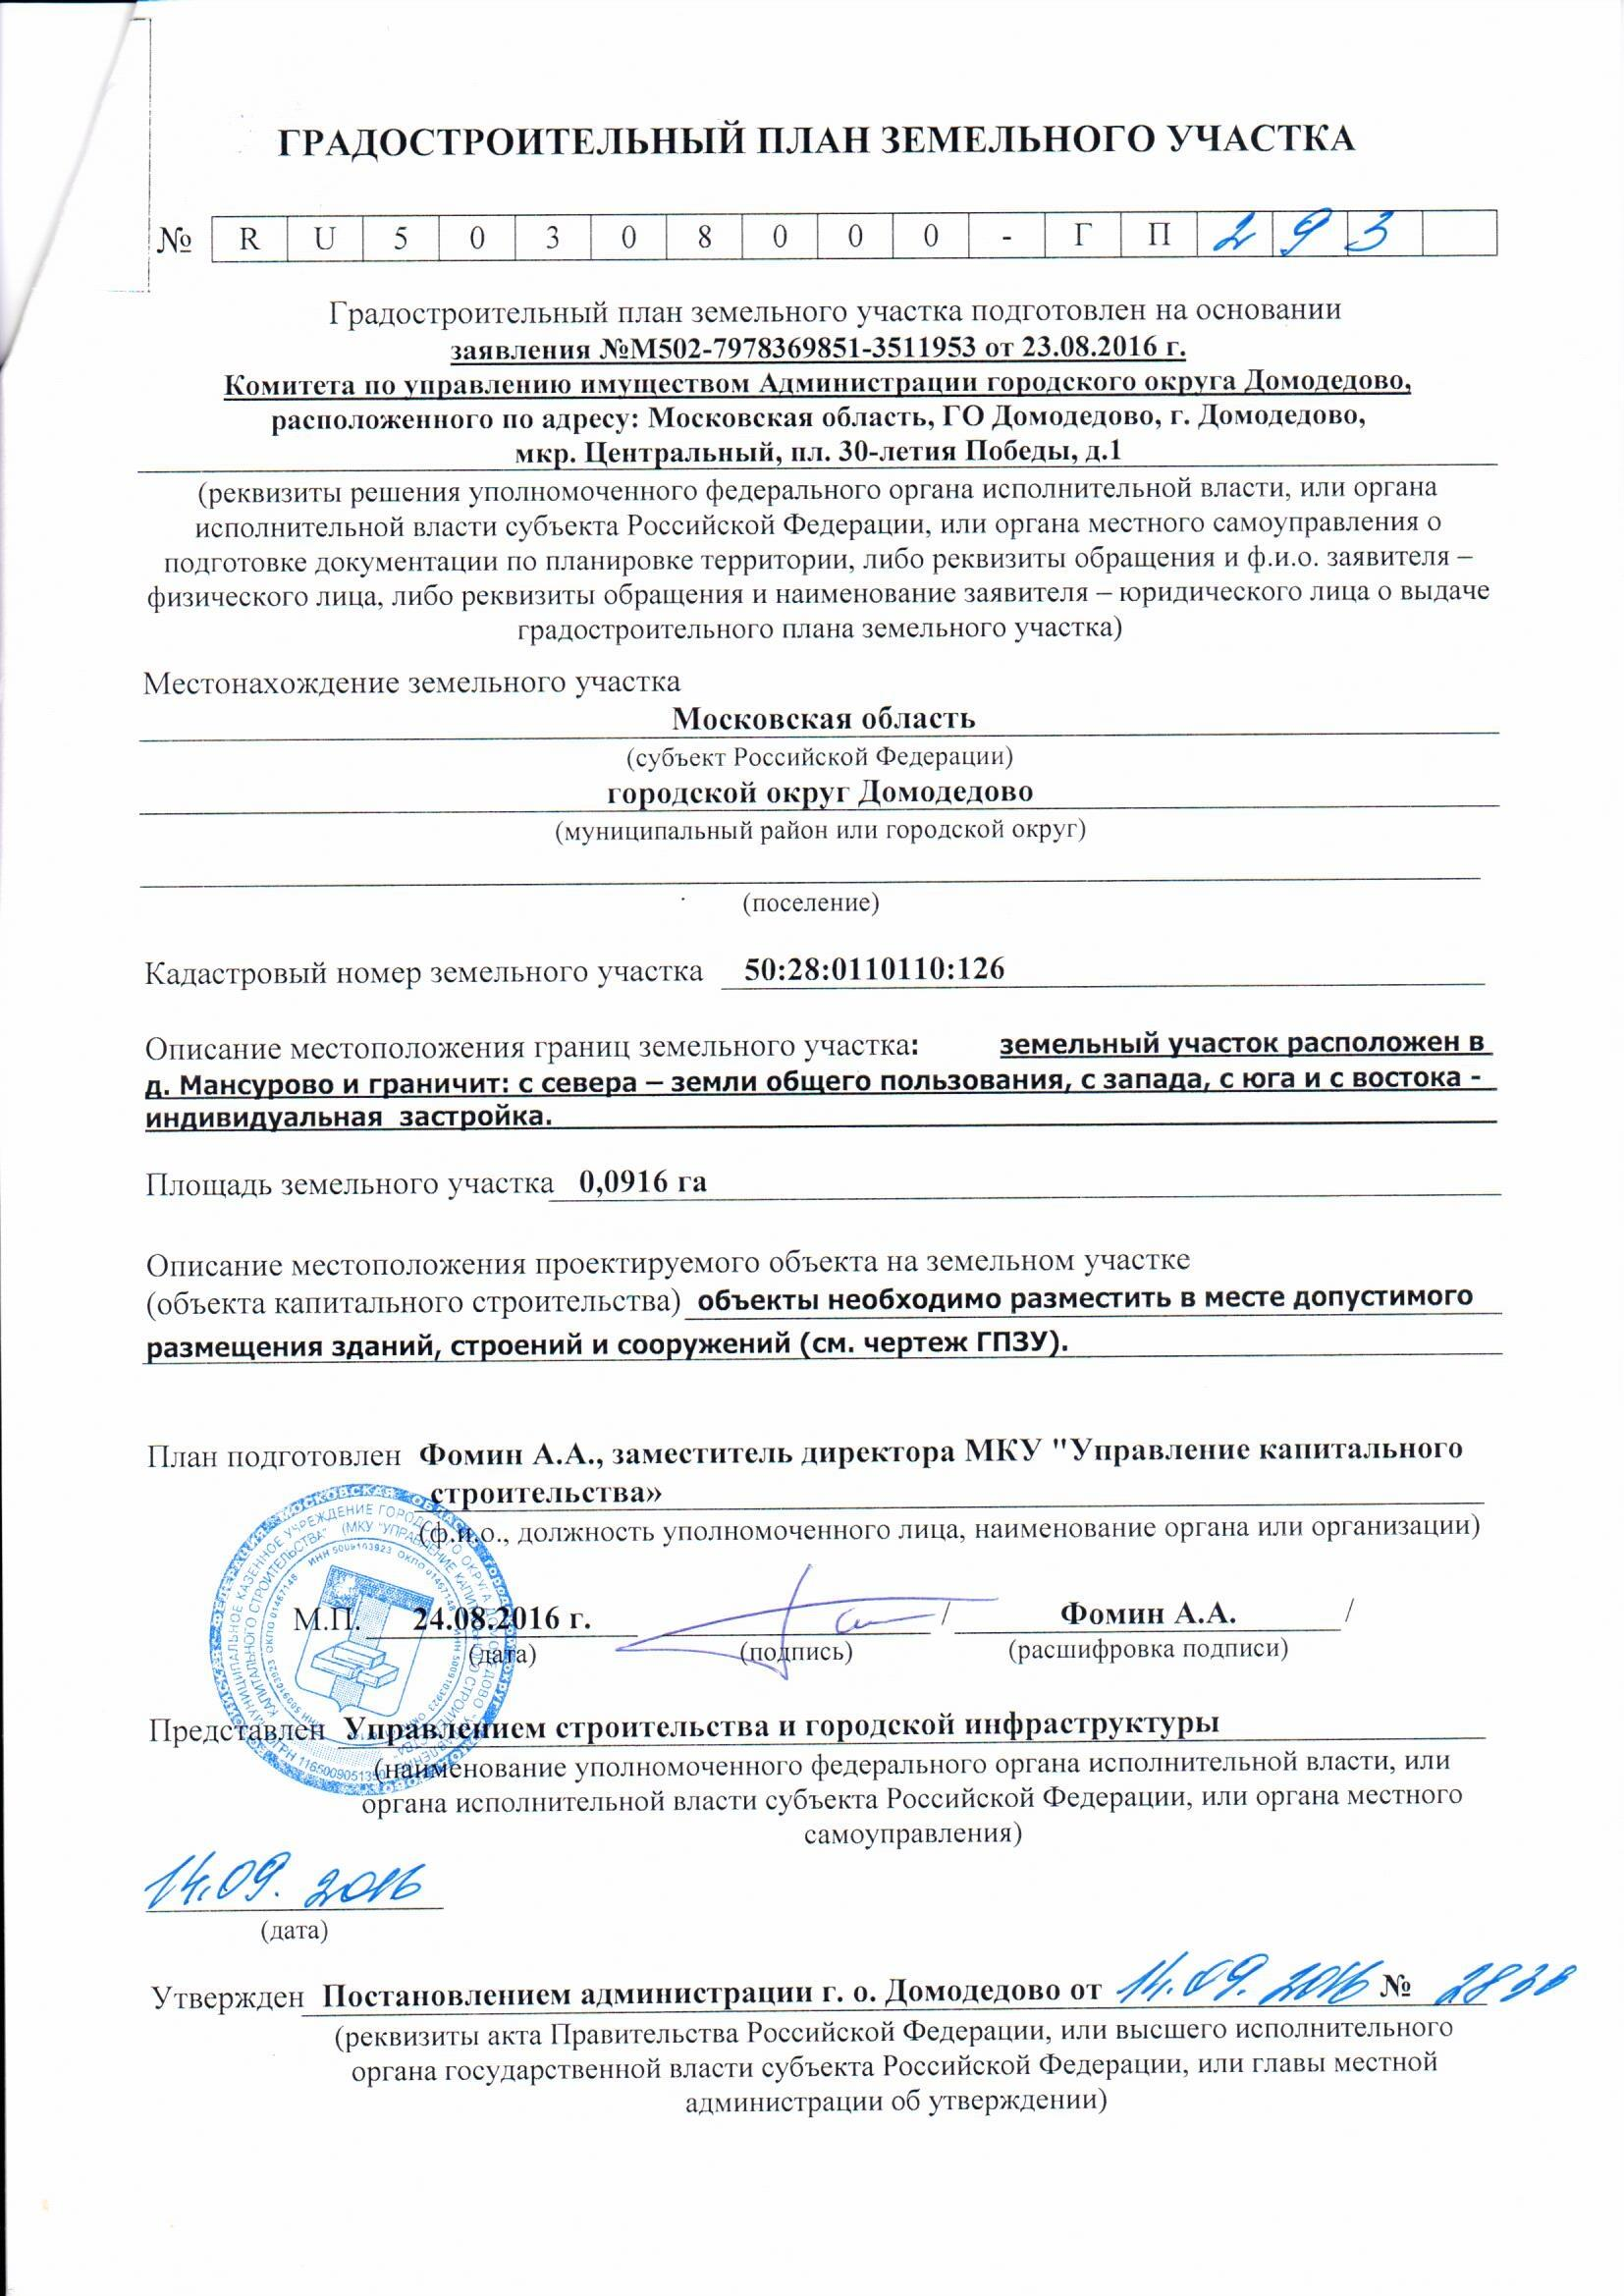 ГРАДОСТРОИТЕЛЬНЫЙ ПЛАН ЗЕМЕЛЬНОГО УЧАСТКА
№ R U 5 0 3 0 8 0 0 0 - Г П 2 9 3
Градостроительный план земельного участка подготовлен на основании
заявления №М502-7978369851-3511953 от 23.08.2016 г.
Комитета по управлению имуществом Администрации городского округа Домодедово,
расположенного по адресу: Московская область, ГО Домодедово, г. Домодедово,
мкр. Центральный, пл. 30-летия Победы, д.1
(реквизиты решения уполномоченного федерального органа исполнительной власти, или органа
исполнительной власти субъекта Российской Федерации, или органа местного самоуправления о
подготовке документации по планировке территории, либо реквизиты обращения и ф.и.о. заявителя –
физического лица, либо реквизиты обращения и наименование заявителя – юридического лица о выдаче
градостроительного плана земельного участка)
Местонахождение земельного участка
Московская область
(субъект Российской Федерации)
городской округ Домодедово
(муниципальный район или городской округ)
(поселение)
Кадастровый номер земельного участка 50:28:0110110:126
Описание местоположения границ земельного участка: земельный участок расположен в
д. Мансурово и граничит: с севера – земли общего пользования, с запада, с юга и с востока -
индивидуальная застройка.
Площадь земельного участка 0,0916 га
Описание местоположения проектируемого объекта на земельном участке
(объекта капитального строительства) объекты необходимо разместить в месте допустимого
размещения зданий, строений и сооружений (см. чертеж ГПЗУ).
План подготовлен Фомин А.А., заместитель директора МКУ "Управление капитального
строительства»
(ф.и.о., должность уполномоченного лица, наименование органа или организации)
М.П. 24.08.2016 г. / Фомин А.А. /
(дата) (подпись) (расшифровка подписи)
Представлен Управлением строительства и городской инфраструктуры
(наименование уполномоченного федерального органа исполнительной власти, или
органа исполнительной власти субъекта Российской Федерации, или органа местного
самоуправления)
14.09.2016
(дата)
Утвержден Постановлением администрации г. о. Домодедово от 14.09.2016 №
(реквизиты акта Правительства Российской Федерации, или высшего исполнительного
органа государственной власти субъекта Российской Федерации, или главы местной
администрации об утверждении)